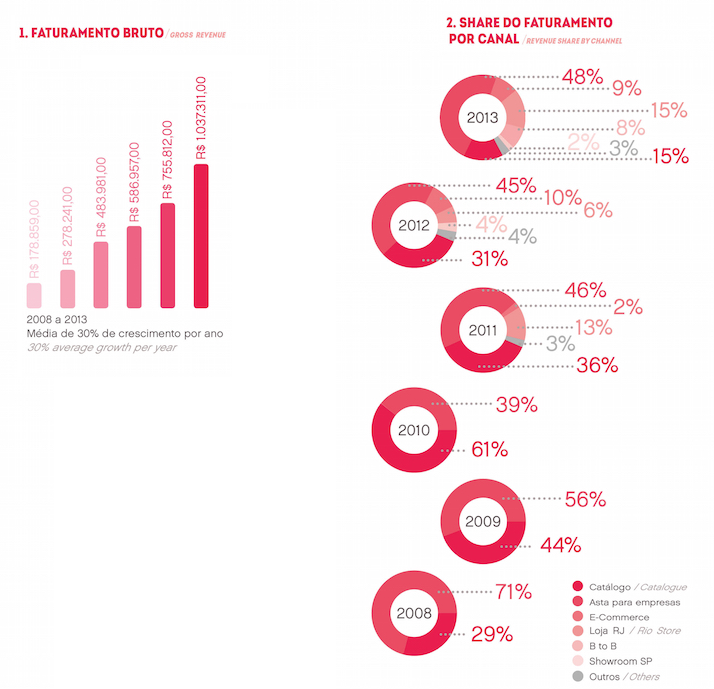 1. FATURAMENTO BRUTO / GROSS REVENUE
R$ 178.859,00
R$ 278.241,00
R$ 483.981,00
R$ 586.957,00
R$ 755.812,00
R$ 1.037.311,00
2008 a 2013
Média de 30% de crescimento por ano
30% average growth per year
2. SHARE DO FATURAMENTO
POR CANAL / REVENUE SHARE BY CHANNEL
2013
48%
9%
15%
8%
2%
3%
15%
2012
45%
10%
6%
4%
4%
31%
2011
46%
2%
13%
3%
36%
2010
39%
61%
2009
56%
44%
2008
71%
29%
Catálogo / Catalogue
Asta para empresas
E-Commerce
Loja RJ / Rio Store
B to B
Showroom SP
Outros / Others